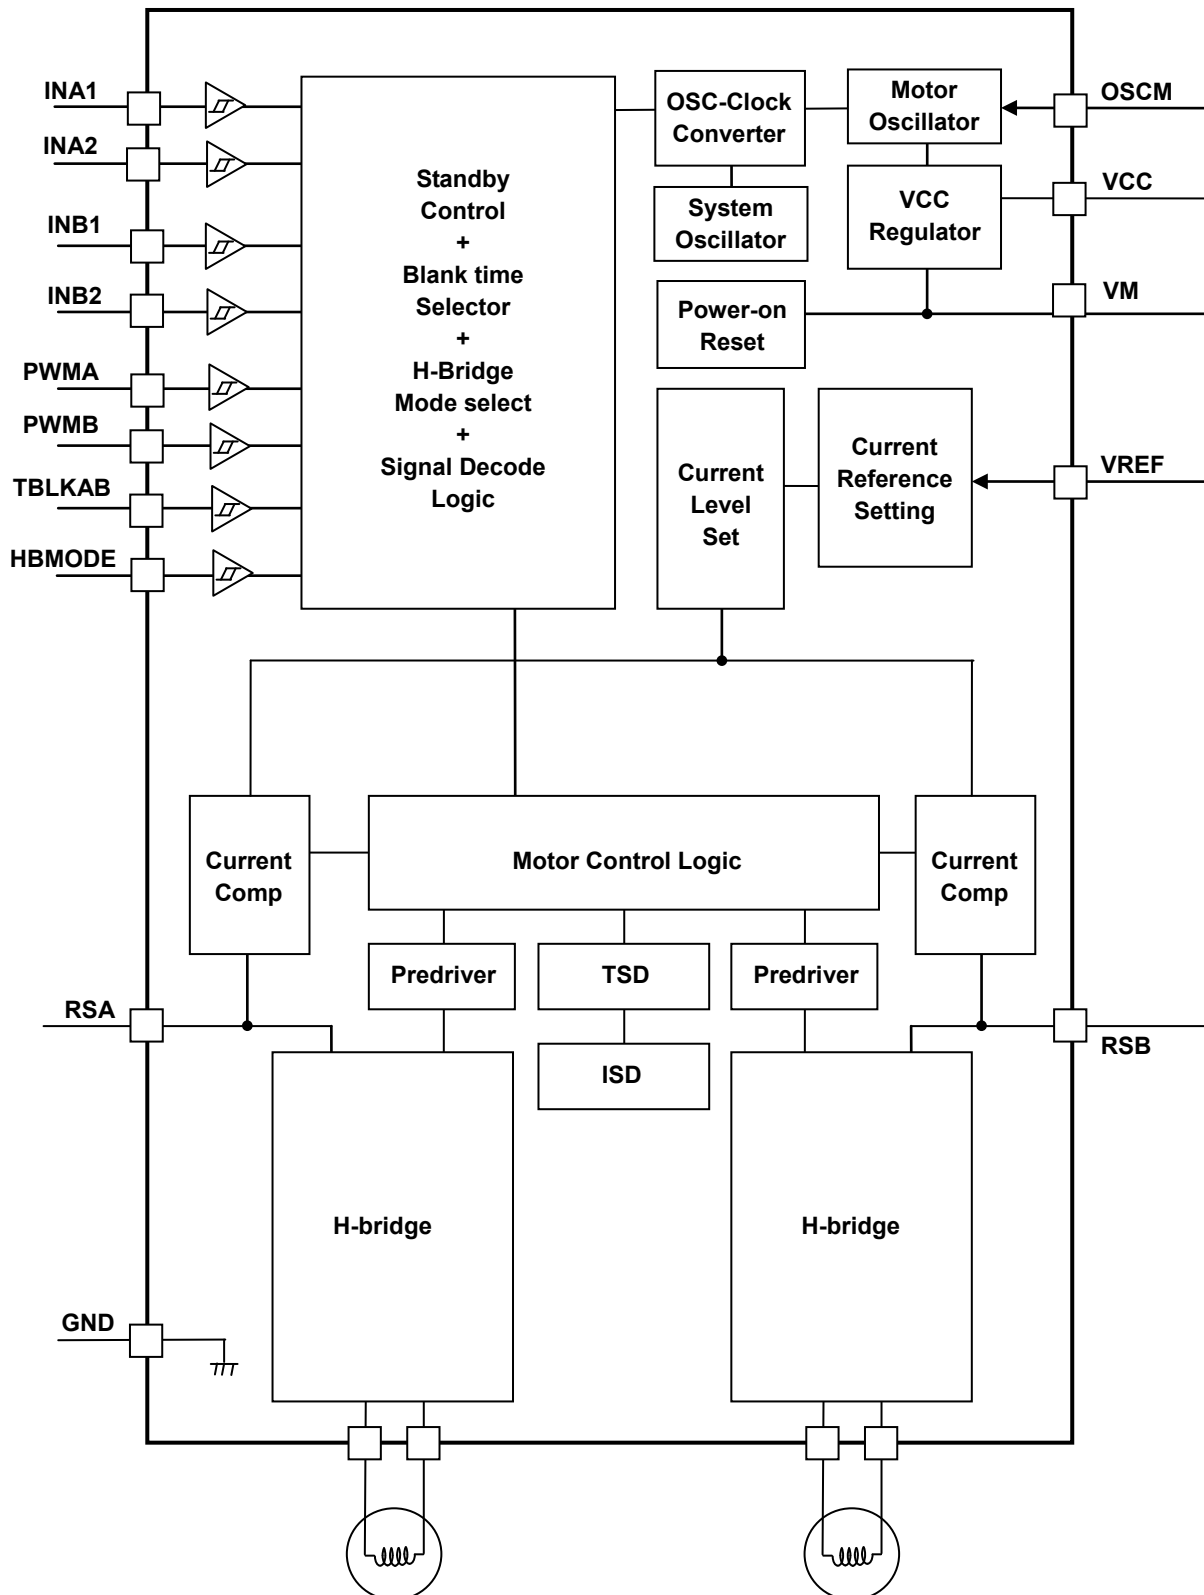 INA1
INA2
INB1
INB2
PWMA
PWMB
TBLKAB
HBMODE
Standby
Control
+
Blank time
Selector
+
H-Bridge
Mode select
+
Signal Decode
Logic
OSC-Clock
Converter
Motor
Oscillator
OSCM
System
Oscillator
VCC
Regulator
VCC
Power-on
Reset
VM
Current
Level
Set
Current
Reference
Setting
VREF
Current
Comp
Motor Control Logic
Current
Comp
Predriver
TSD
Predriver
RSA
ISD
RSB
H-bridge
H-bridge
GND